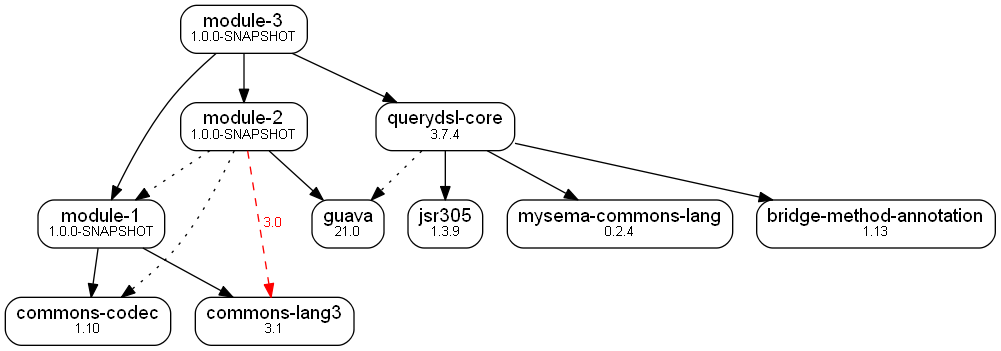 module-3
1.0.0-SNAPSHOT
module-2
1.0.0-SNAPSHOT
querydsl-core
3.7.4
module-1
1.0.0-SNAPSHOT
3.0
guava
21.0
jsr305
1.3.9
mysema-commons-lang
0.2.4
bridge-method-annotation
1.13
commons-codec
1.10
commons-lang3
3.1